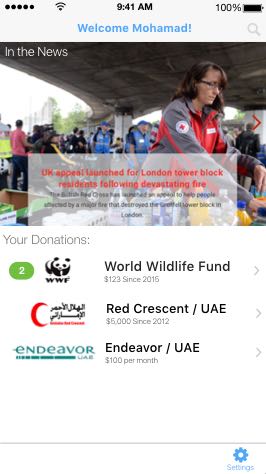 9:41 AM
100%
Welcome Mohamad!
In the News
UK appeal launched for London tower block
residents following devastating fire
The British Red Cross has launched an appeal to help people
affected by a major fire that destroyed the Grenfell tower block in
London.
Your Donations:
2
WWF
World Wildlife Fund
$123 Since 2015
الهلال الأحمر
الإماراتي
Emirates Red Crescent
Red Crescent / UAE
$5,000 Since 2012
enDeavor
UAE
Endeavor / UAE
$100 per month
Settings